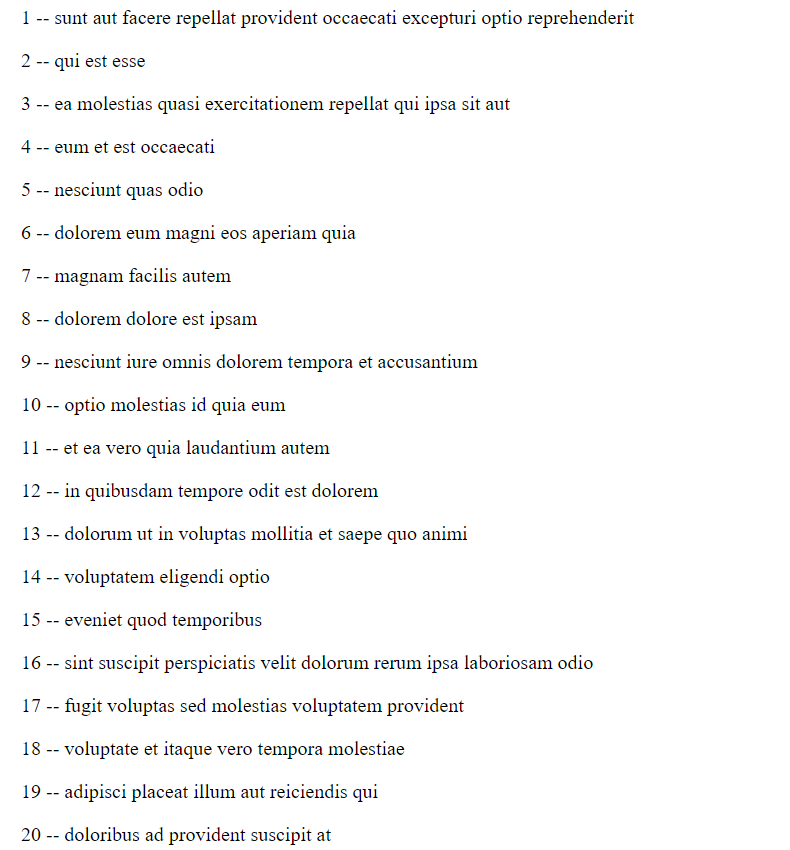 1 -- sunt aut facere repellat provident occaecati excepturi optio reprehenderit
2 -- qui est esse
3 -- ea molestias quasi exercitationem repellat qui ipsa sit aut
4 -- eum et est occaecati
5 -- nesciunt quas odio
6 -- dolorem eum magni eos aperiam quia
7 -- magnam facilis autem
8 -- dolorem dolore est ipsam
9 -- nesciunt iure omnis dolorem tempora et accusantium
10 -- optio molestias id quia eum
11 -- et ea vero quia laudantium autem
12 -- in quibusdam tempore odit est dolorem
13 -- dolorum ut in voluptas mollitia et saepe quo animi
14 -- voluptatem eligendi optio
15 -- eveniet quod temporibus
16 -- sint suscipit perspiciatis velit dolorum rerum ipsa laboriosam odio
17 -- fugit voluptas sed molestias voluptatem provident
18 -- voluptate et itaque vero tempora molestiae
19 -- adipisci placeat illum aut reiciendis qui
20 -- doloribus ad provident suscipit at